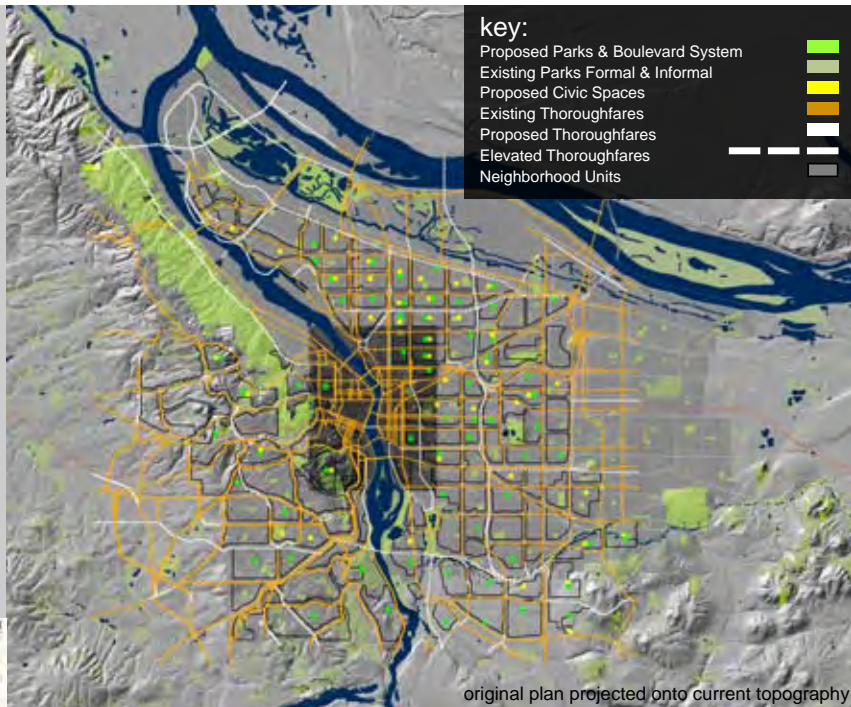 key:
Proposed Parks & Boulevard System
Existing Parks Formal & Informal
Proposed Civic Spaces
Existing Thoroughfares
Proposed Thoroughfares
Elevated Thoroughfares
Neighborhood Units
original plan projected onto current topography